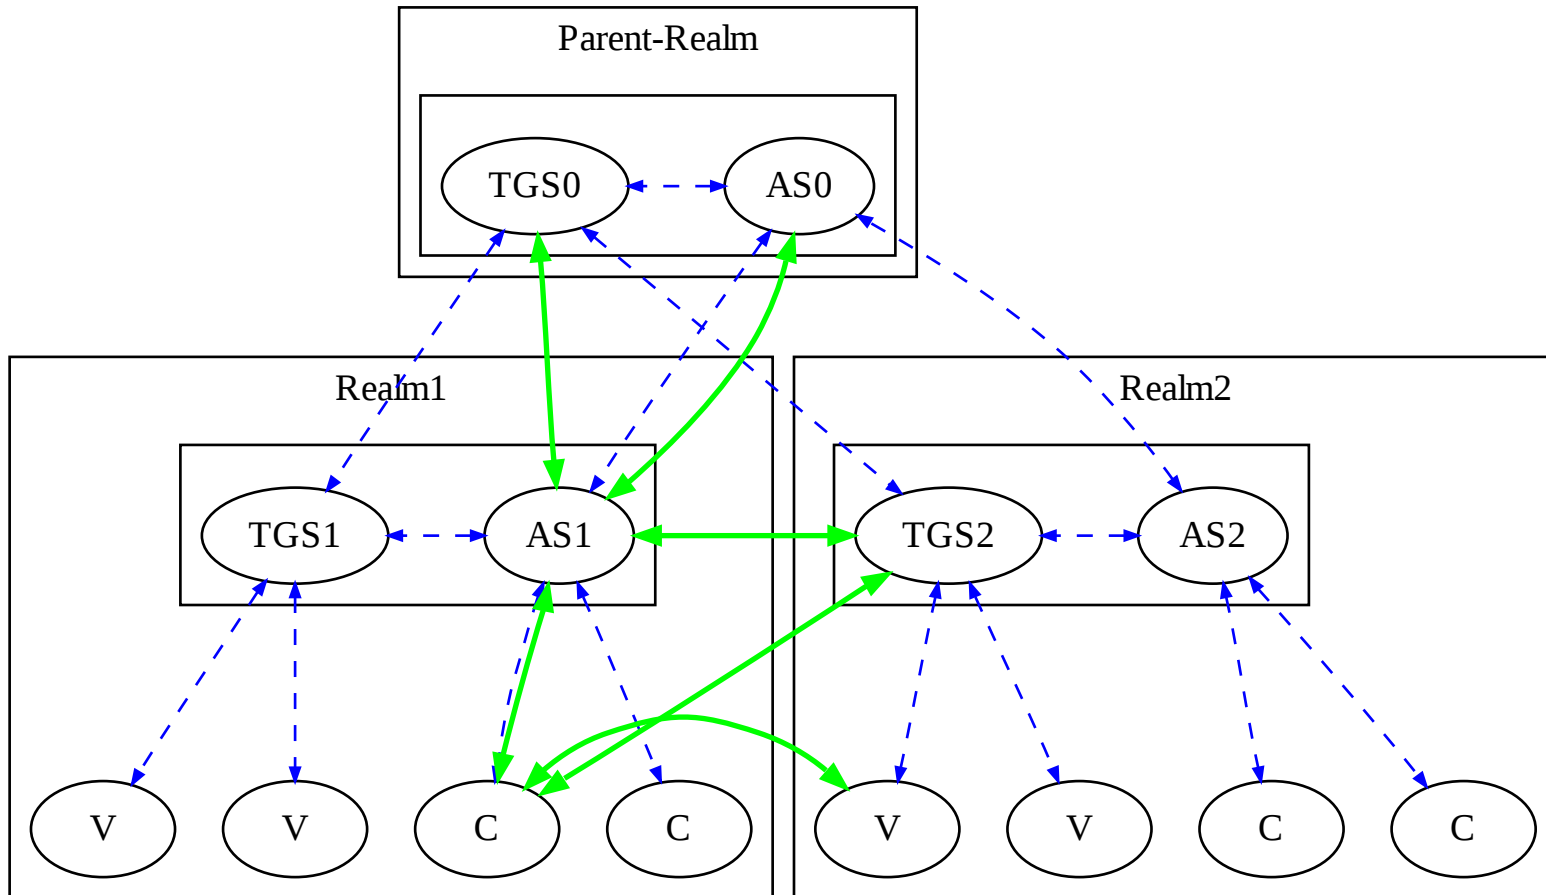 Parent-Realm
TGS0
AS0
Realm1
Realm2
TGS1
AS1
TGS2
AS2
V
V
C
C
V
V
C
C